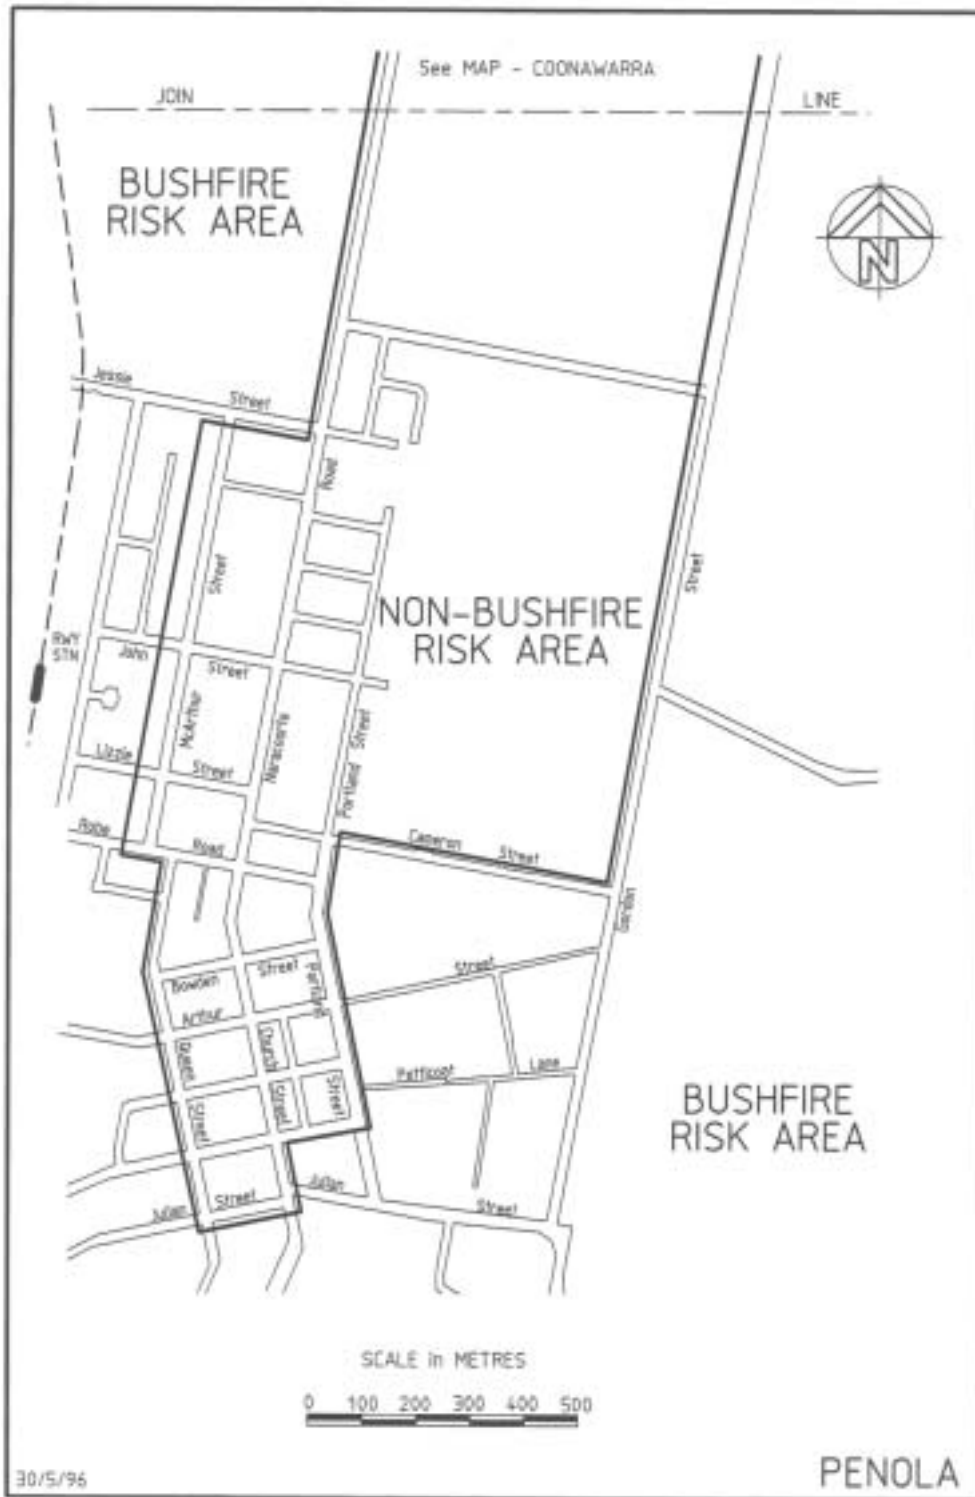 See MAP - COONAWARRA
JOIN
LINE
BUSHFIRE
RISK AREA
N
Jessie
Street
Road
Street
Street
NON-BUSHFIRE
RISK AREA
RWY
STN
John
Street
McArthur
Naracoorte
Portland Street
Lizzie
Street
Robe
Road
Cameron
Street
Gordon
Bowden
Street
Portland
Street
Arthur
Queen
Church
Petticoat
Lane
Street
Street
Street
BUSHFIRE
RISK AREA
Julian
Street
Julian
Street
SCALE in METRES
0 100 200 300 400 500
30/5/96
PENOLA